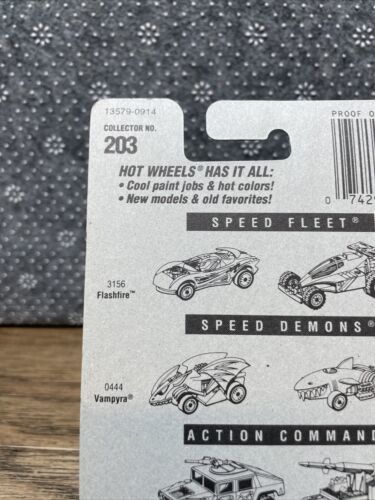 13579-0914
PROOF O
COLLECTOR NO.
203
HOT WHEELS® HAS IT ALL:
• Cool paint jobs & hot colors!
• New models & old favorites!
0 742
SPEED FLEET®
3156
Flashfire™
SPEED DEMONS®
0444
Vampyra®
ACTION COMMAND